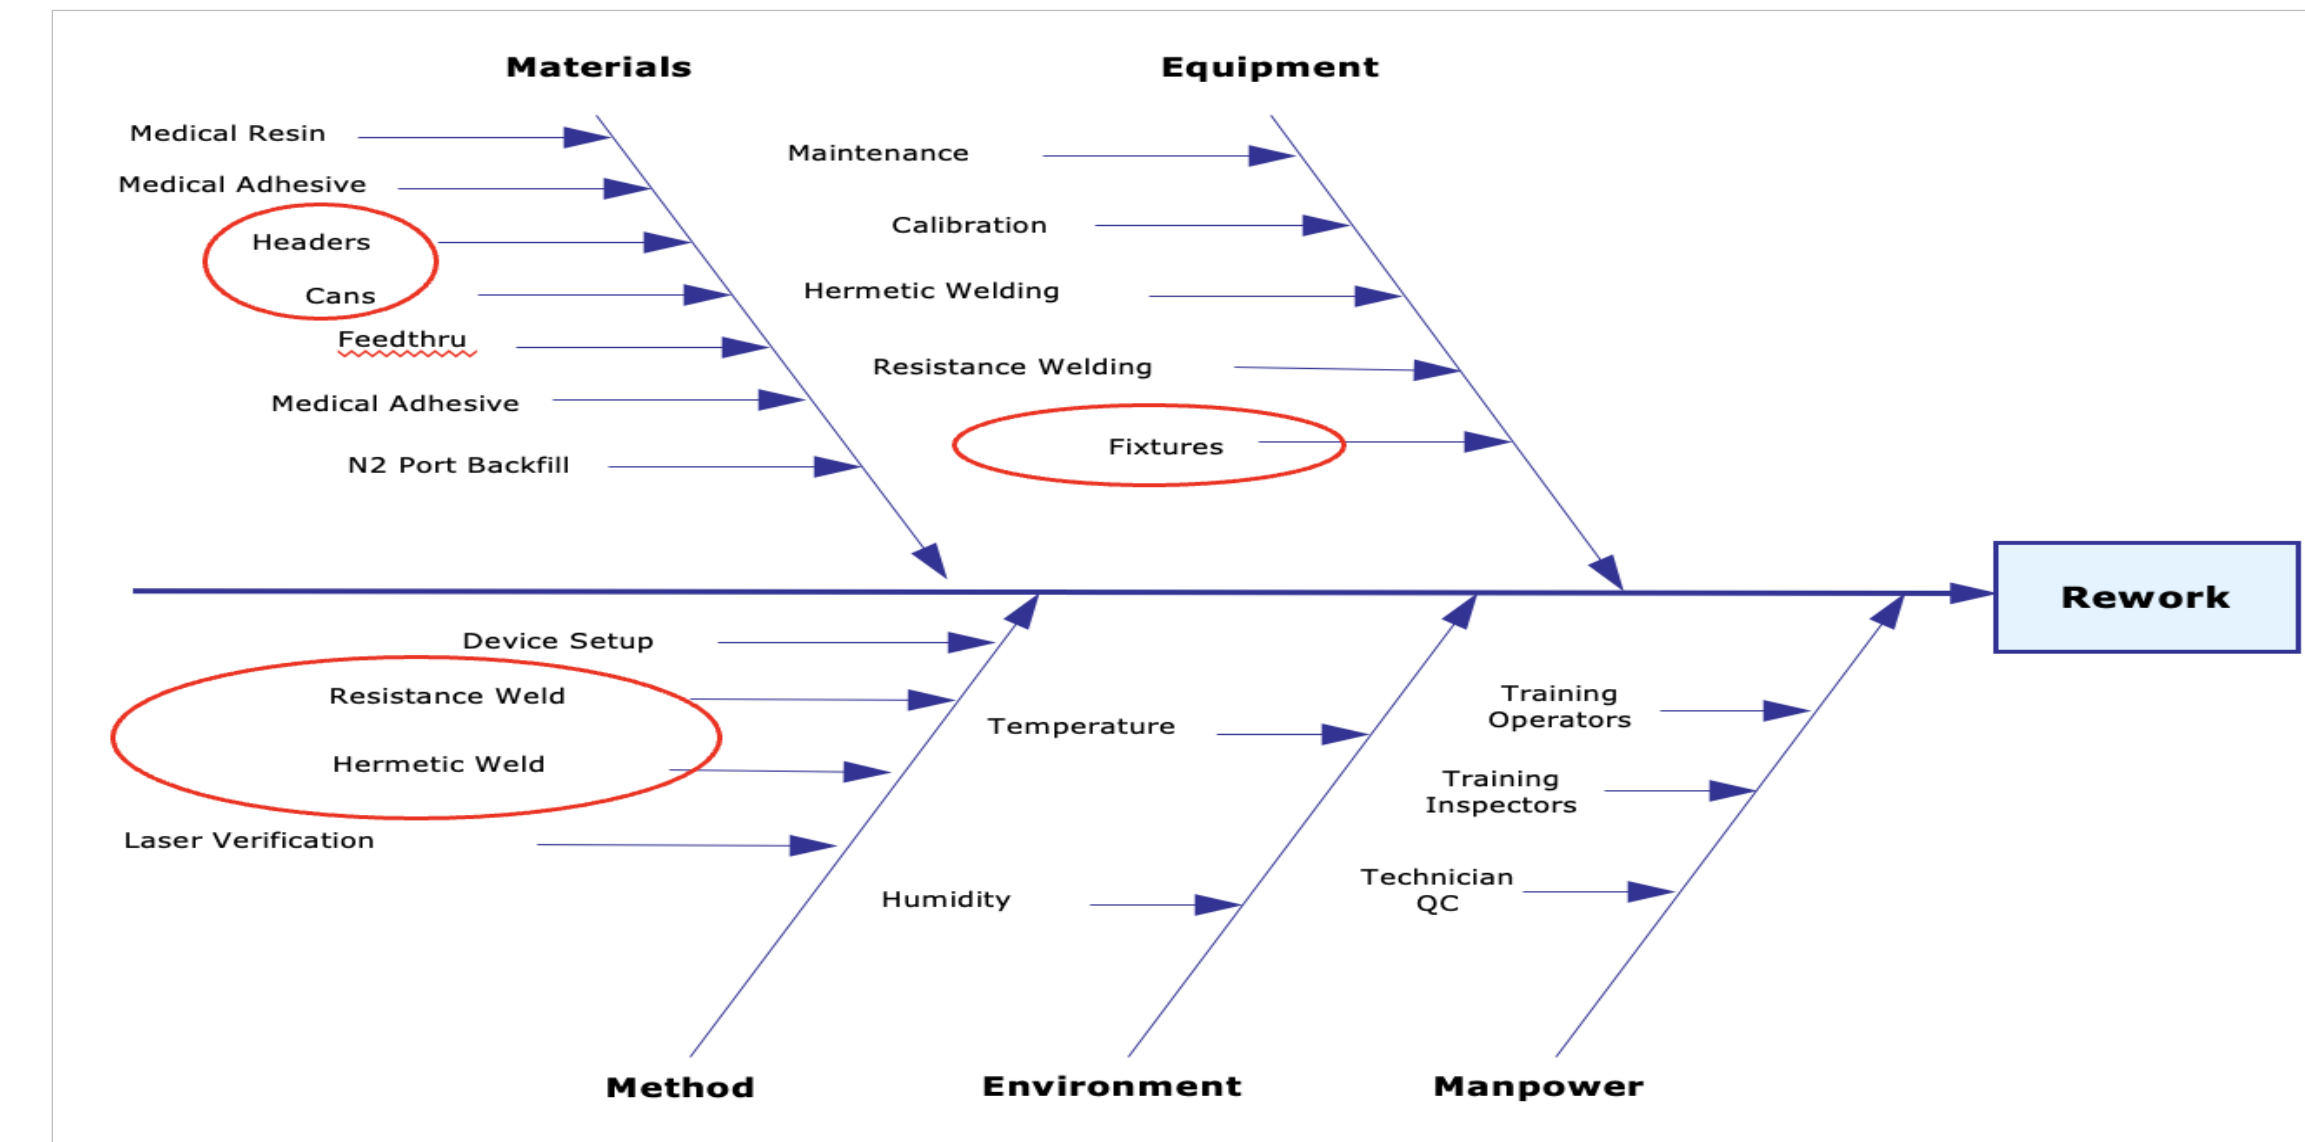 Materials
Equipment
Medical Resin
Medical Adhesive
Headers
Cans
Feedthru
Medical Adhesive
N2 Port Backfill
Maintenance
Calibration
Hermetic Welding
Resistance Welding
Fixtures
Rework
Device Setup
Resistance Weld
Hermetic Weld
Laser Verification
Temperature
Humidity
Training
Operators
Training
Inspectors
Technician
QC
Method
Environment
Manpower